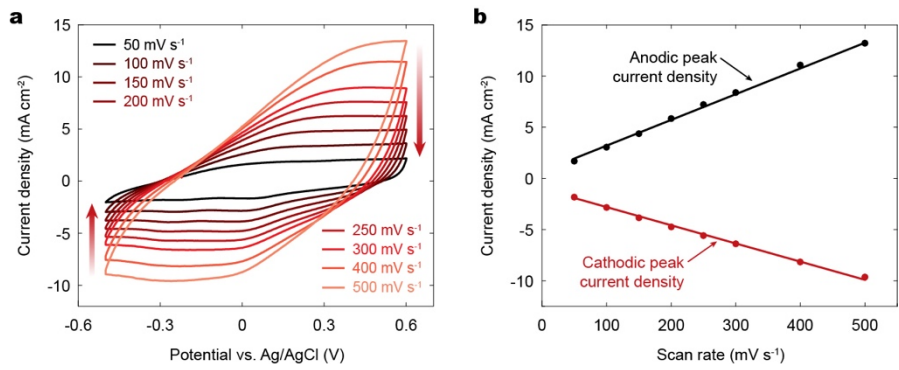 a
15
10
5
0
-5
-10
-0.6
-0.3
0
0.3
0.6
Current density (mA cm⁻²)
Potential vs. Ag/AgCl (V)
50 mV s⁻¹
100 mV s⁻¹
150 mV s⁻¹
200 mV s⁻¹
250 mV s⁻¹
300 mV s⁻¹
400 mV s⁻¹
500 mV s⁻¹
b
15
10
5
0
-5
-10
0
100
200
300
400
500
Current density (mA cm⁻²)
Scan rate (mV s⁻¹)
Anodic peak
current density
Cathodic peak
current density